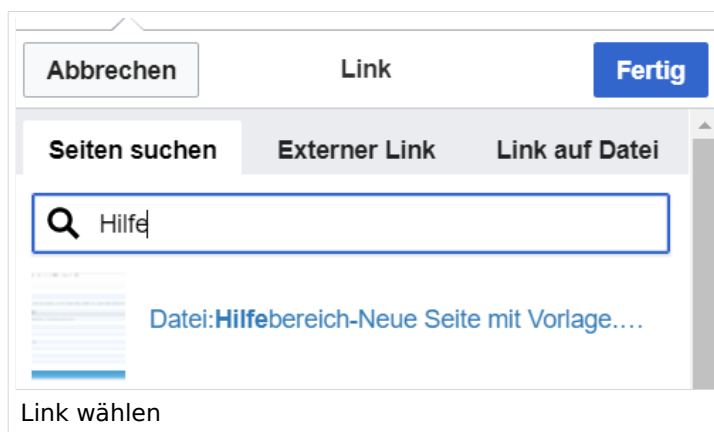 Abbrechen Link Fertig
Seiten suchen Externer Link Link auf Datei
Hilfe
Datei:Hilfebereich-Neue Seite mit Vorlage....
Link wählen